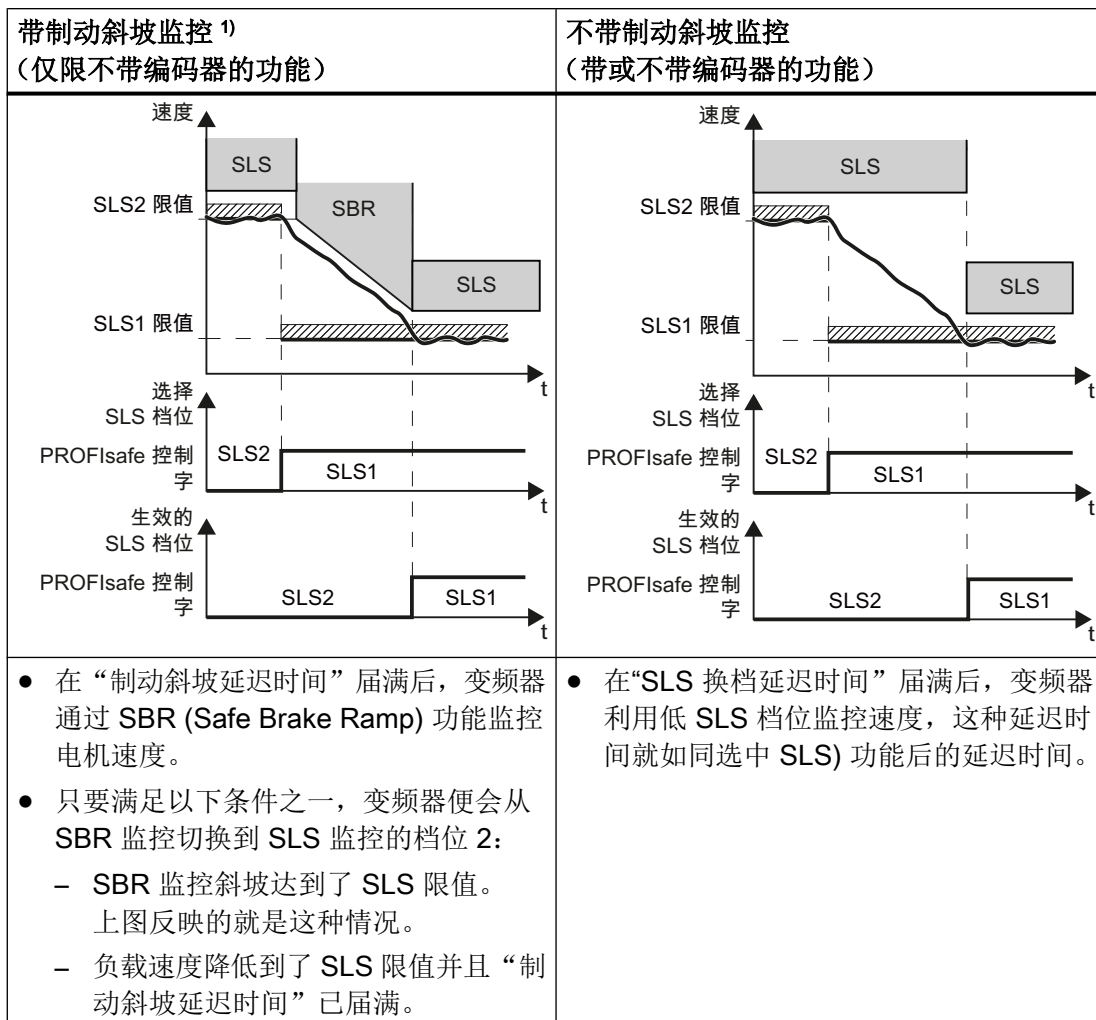 带制动斜坡监控 1)
（仅限不带编码器的功能）
不带制动斜坡监控
（带或不带编码器的功能）
速度
SLS
SLS2 限值
SBR
SLS
SLS1 限值
t
选择
SLS 档位
PROFIsafe 控制
字
SLS2
SLS1
t
生效的
SLS 档位
PROFIsafe 控制
字
SLS2
SLS1
t
速度
SLS
SLS2 限值
SLS
SLS1 限值
t
选择
SLS 档位
PROFIsafe 控制
字
SLS2
SLS1
t
生效的
SLS 档位
PROFIsafe 控制
字
SLS2
SLS1
t
● 在“制动斜坡延迟时间”届满后，变频器
通过 SBR (Safe Brake Ramp) 功能监控
电机速度。
● 只要满足以下条件之一，变频器便会从
SBR 监控切换到 SLS 监控的档位 2：
– SBR 监控斜坡达到了 SLS 限值。
上图反映的就是这种情况。
– 负载速度降低到了 SLS 限值并且“制
动斜坡延迟时间”已届满。
● 在“SLS 换档延迟时间”届满后，变频器
利用低 SLS 档位监控速度，这种延迟时
间就如同选中 SLS) 功能后的延迟时间。